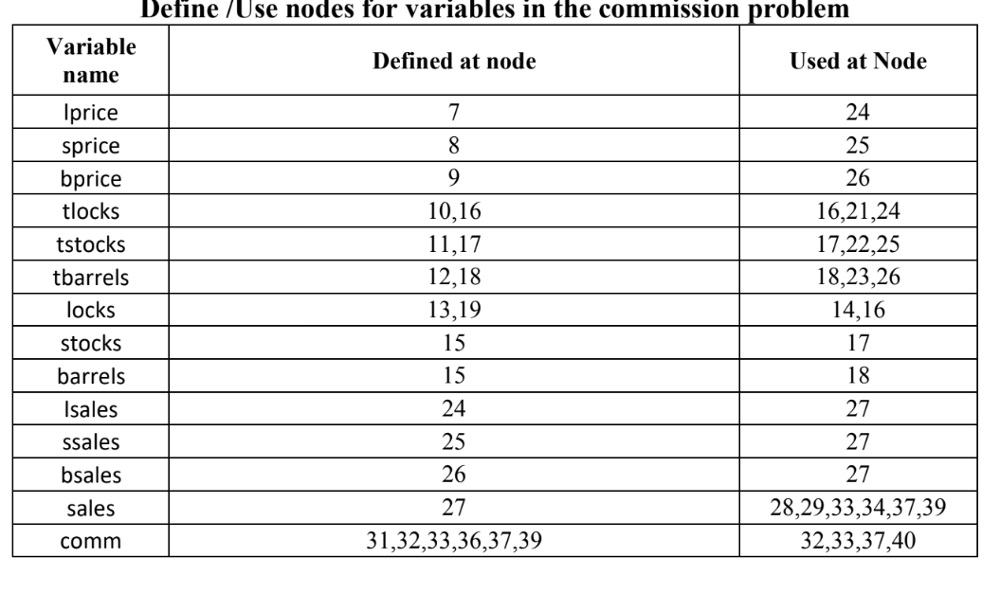 Define /Use nodes for variables in the commission problem
Variable name Defined at node Used at Node
lprice 7 24
sprice 8 25
bprice 9 26
tlocks 10,16 16,21,24
tstocks 11,17 17,22,25
tbarrels 12,18 18,23,26
locks 13,19 14,16
stocks 15 17
barrels 15 18
lsales 24 27
ssales 25 27
bsales 26 27
sales 27 28,29,33,34,37,39
comm 31,32,33,36,37,39 32,33,37,40